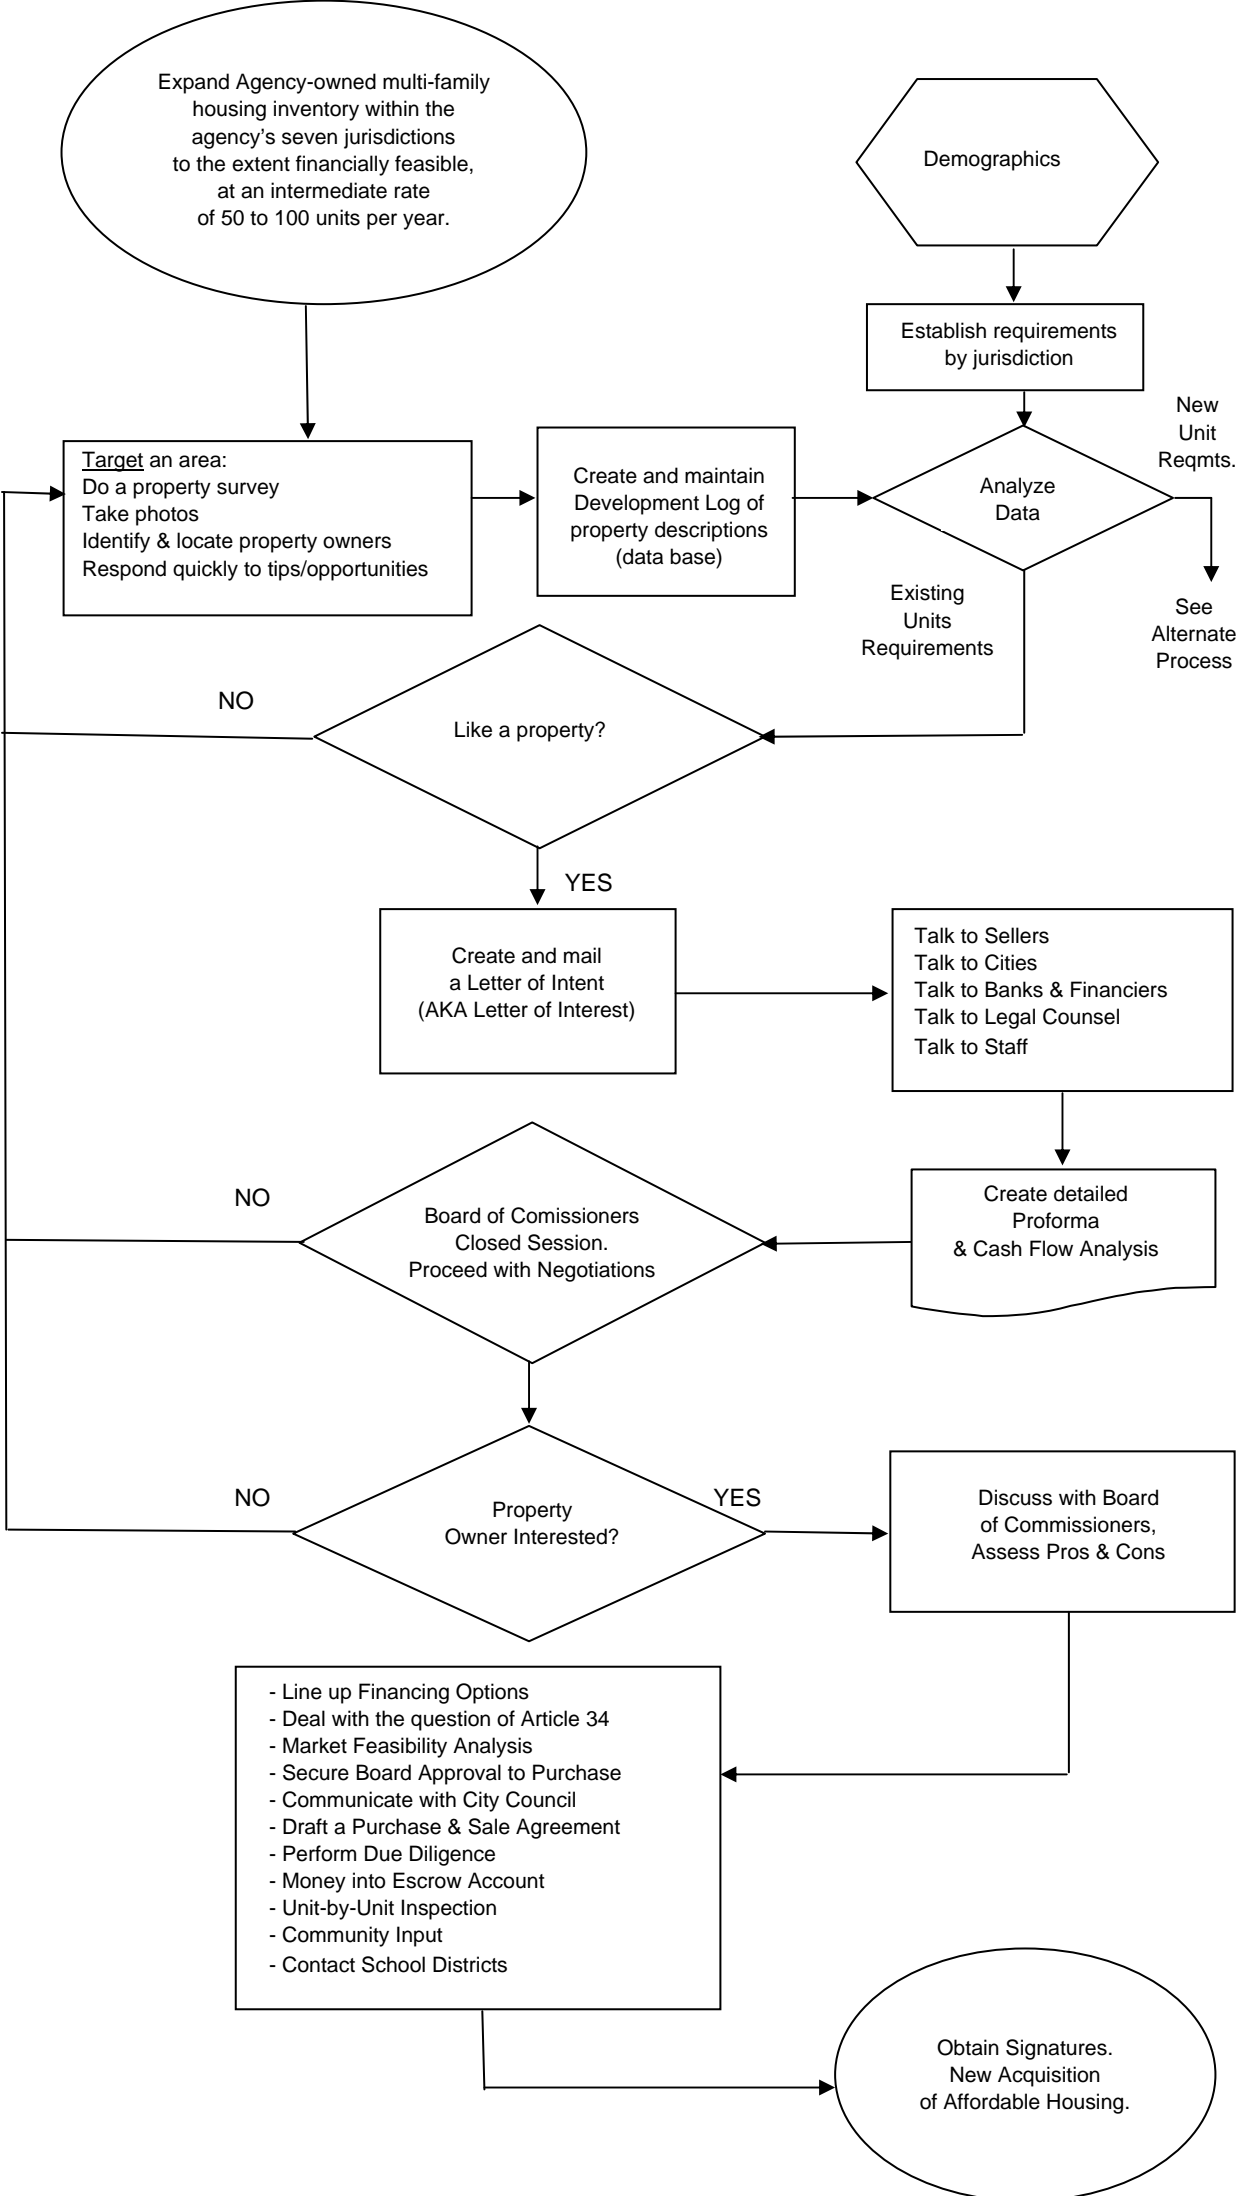 Expand Agency-owned multi-family
housing inventory within the
agency's seven jurisdictions
to the extent financially feasible,
at an intermediate rate
of 50 to 100 units per year.
Demographics
Establish requirements
by jurisdiction
New
Unit
Reqmts.
Target an area:
Do a property survey
Take photos
Identify & locate property owners
Respond quickly to tips/opportunities
Create and maintain
Development Log of
property descriptions
(data base)
Analyze
Data
Existing
Units
Requirements
See
Alternate
Process
NO
Like a property?
YES
Create and mail
a Letter of Intent
(AKA Letter of Interest)
Talk to Sellers
Talk to Cities
Talk to Banks & Financiers
Talk to Legal Counsel
Talk to Staff
Create detailed
Proforma
& Cash Flow Analysis
NO
Board of Comissioners
Closed Session.
Proceed with Negotiations
NO
Property
Owner Interested?
YES
Discuss with Board
of Commissioners,
Assess Pros & Cons
- Line up Financing Options
- Deal with the question of Article 34
- Market Feasibility Analysis
- Secure Board Approval to Purchase
- Communicate with City Council
- Draft a Purchase & Sale Agreement
- Perform Due Diligence
- Money into Escrow Account
- Unit-by-Unit Inspection
- Community Input
- Contact School Districts
Obtain Signatures.
New Acquisition
of Affordable Housing.